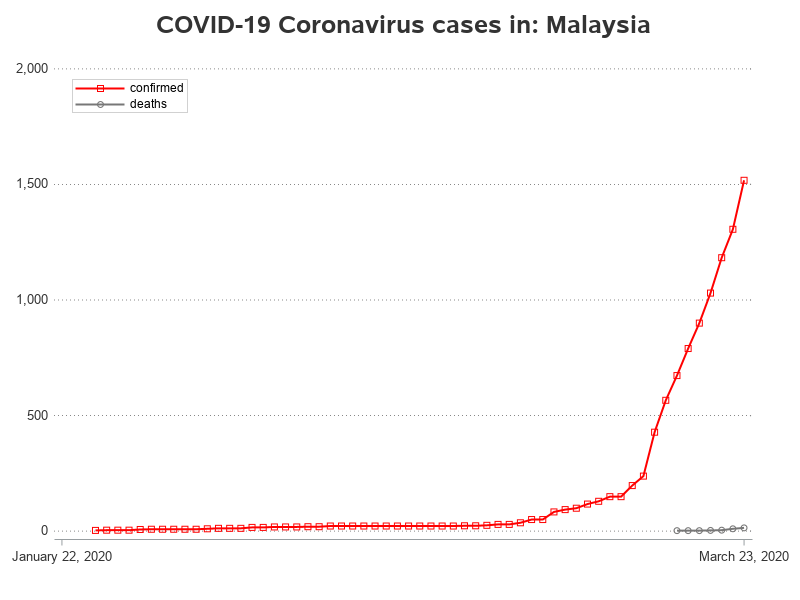 COVID-19 Coronavirus cases in: Malaysia
2,000
confirmed
deaths
1,500
1,000
500
0
January 22, 2020
March 23, 2020